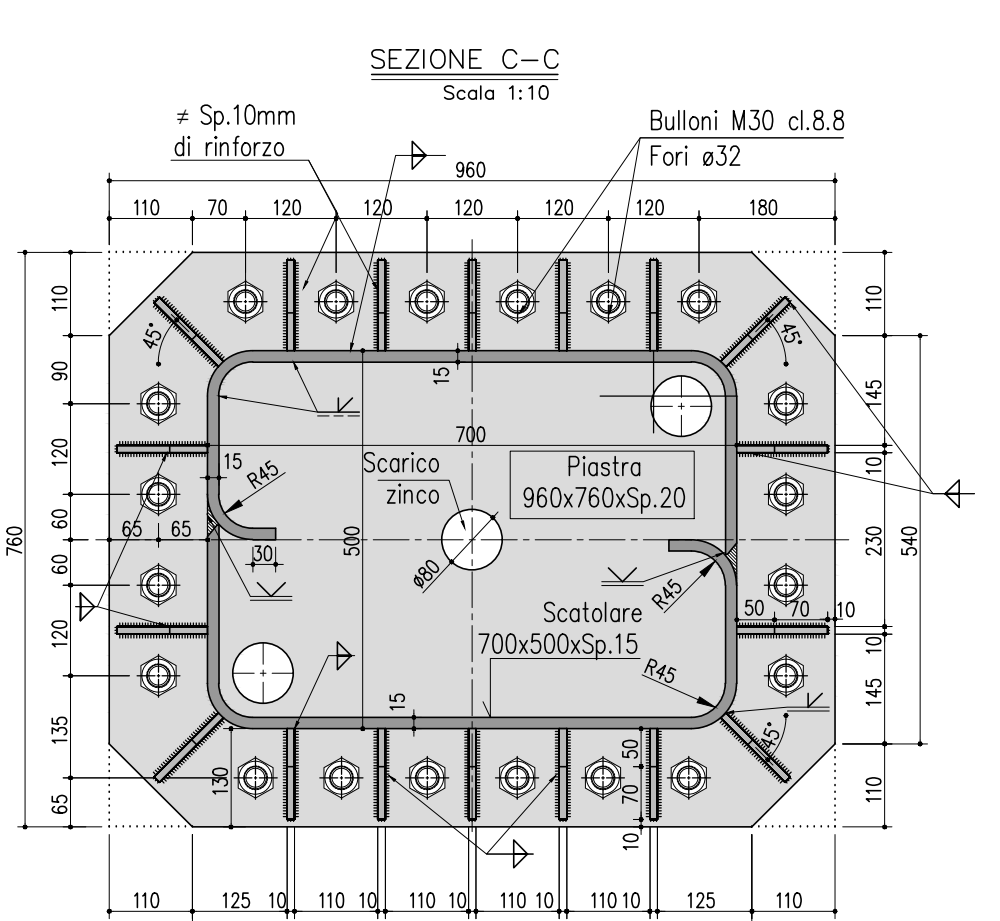 SEZIONE C-C
Scala 1:10
≠ Sp.10mm
di rinforzo
Bulloni M30 cl.8.8
Fori ø32
960
110 70 120 120 120 120 120 180
110
90
120
60
60
120
135
65
760
110
145
10
230
10
145
110
540
45°
45°
45°
15
700
15
R45
Scarico
zinco
Piastra
960x760xSp.20
65 65
30
500
ø80
R45
50 70 10
Scatolare
700x500xSp.15
R45
15
130
50
70
10
110 125 10 110 10 110 10 110 10 110 10 125 110